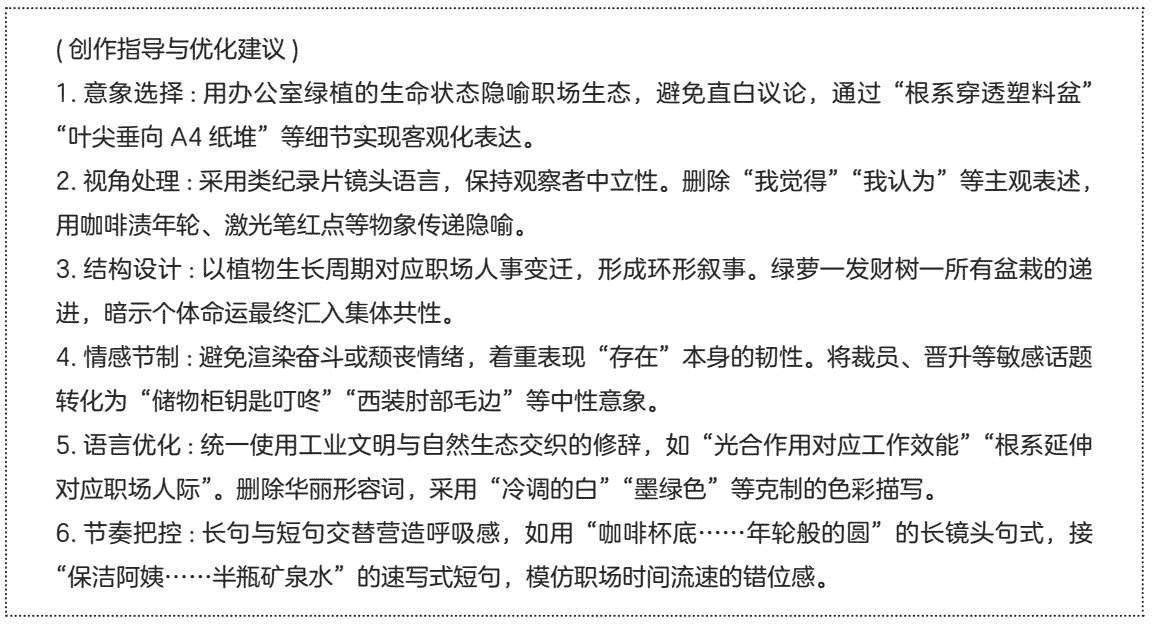 ( 创作指导与优化建议 )
1. 意象选择 : 用办公室绿植的生命状态隐喻职场生态，避免直白议论，通过“根系穿透塑料盆”
“叶尖垂向 A4 纸堆”等细节实现客观化表达。
2. 视角处理 : 采用类纪录片镜头语言，保持观察者中立性。删除“我觉得”“我认为”等主观表述，
用咖啡渍年轮、激光笔红点等物象传递隐喻。
3. 结构设计 : 以植物生长周期对应职场人事变迁，形成环形叙事。绿萝—发财树—所有盆栽的递
进，暗示个体命运最终汇入集体共性。
4. 情感节制 : 避免渲染奋斗或颓丧情绪，着重表现“存在”本身的韧性。将裁员、晋升等敏感话题
转化为“储物柜钥匙叮咚”“西装肘部毛边”等中性意象。
5. 语言优化 : 统一使用工业文明与自然生态交织的修辞，如“光合作用对应工作效能”“根系延伸
对应职场人际”。删除华丽形容词，采用“冷调的白”“墨绿色”等克制的色彩描写。
6. 节奏把控 : 长句与短句交替营造呼吸感，如用“咖啡杯底……年轮般的圆”的长镜头句式，接
“保洁阿姨……半瓶矿泉水”的速写式短句，模仿职场时间流速的错位感。